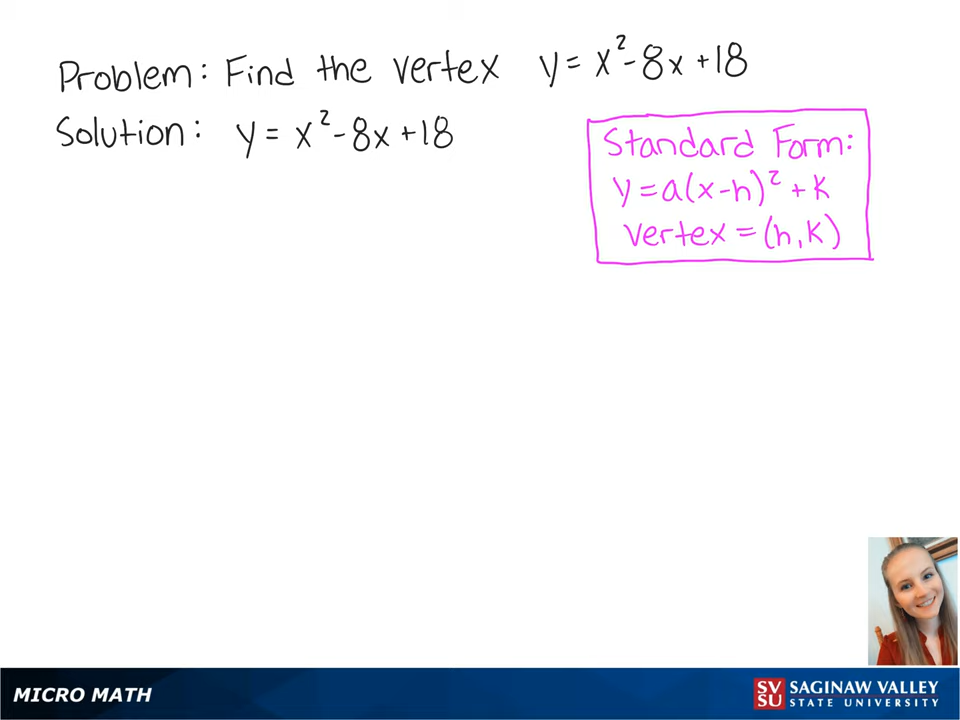 Problem: Find the vertex y = x² - 8x + 18
Solution: y = x² - 8x + 18
Standard Form:
y = a(x - h)² + k
vertex = (h, k)
MICRO MATH
SV
SU
SAGINAW VALLEY
STATE UNIVERSITY